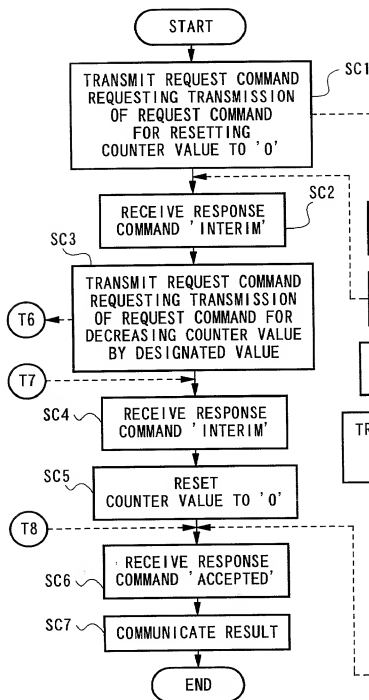 START
SC1
TRANSMIT REQUEST COMMAND
REQUESTING TRANSMISSION
OF REQUEST COMMAND
FOR RESETTING
COUNTER VALUE TO '0'
SC2
RECEIVE RESPONSE
COMMAND 'INTERIM'
SC3
TRANSMIT REQUEST COMMAND
REQUESTING TRANSMISSION
OF REQUEST COMMAND FOR
DECREASING COUNTER VALUE
BY DESIGNATED VALUE
T6
T7
SC4
RECEIVE RESPONSE
COMMAND 'INTERIM'
TR
SC5
RESET
COUNTER VALUE TO '0'
T8
RECEIVE RESPONSE
COMMAND 'ACCEPTED'
SC6
SC7
COMMUNICATE RESULT
END